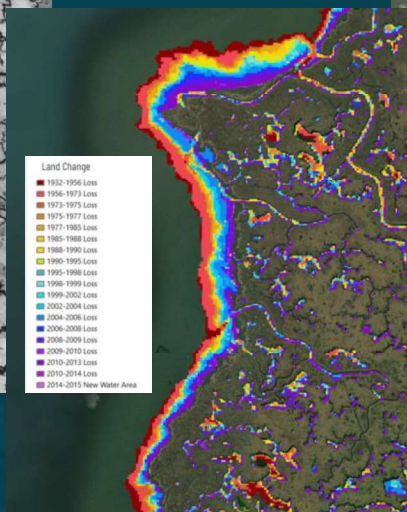 Land Change
1932-1956 Loss
1956-1973 Loss
1973-1975 Loss
1975-1977 Loss
1977-1985 Loss
1985-1988 Loss
1988-1990 Loss
1990-1995 Loss
1995-1998 Loss
1998-1999 Loss
1999-2002 Loss
2002-2004 Loss
2004-2006 Loss
2006-2008 Loss
2008-2009 Loss
2009-2010 Loss
2010-2013 Loss
2010-2014 Loss
2014-2015 New Water Area